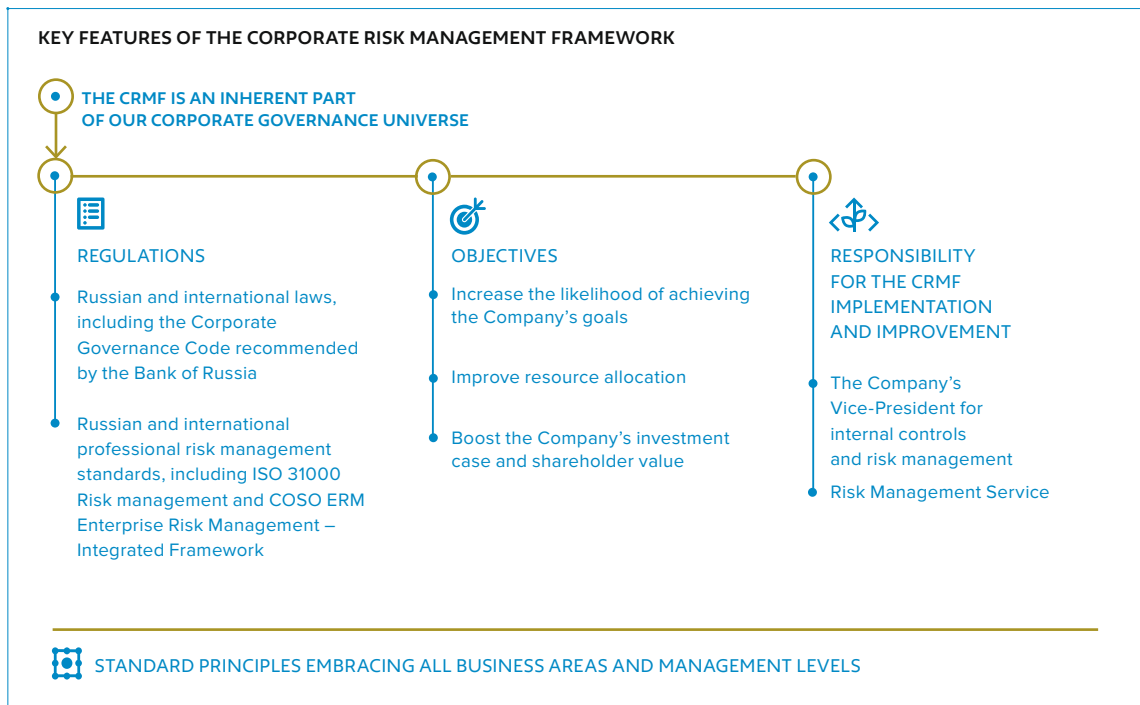 KEY FEATURES OF THE CORPORATE RISK MANAGEMENT FRAMEWORK
THE CRMF IS AN INHERENT PART
OF OUR CORPORATE GOVERNANCE UNIVERSE
REGULATIONS
Russian and international laws,
including the Corporate
Governance Code recommended
by the Bank of Russia
Russian and international
professional risk management
standards, including ISO 31000
Risk management and COSO ERM
Enterprise Risk Management –
Integrated Framework
OBJECTIVES
Increase the likelihood of achieving
the Company’s goals
Improve resource allocation
Boost the Company’s investment
case and shareholder value
RESPONSIBILITY
FOR THE CRMF
IMPLEMENTATION
AND IMPROVEMENT
The Company’s
Vice-President for
internal controls
and risk management
Risk Management Service
STANDARD PRINCIPLES EMBRACING ALL BUSINESS AREAS AND MANAGEMENT LEVELS